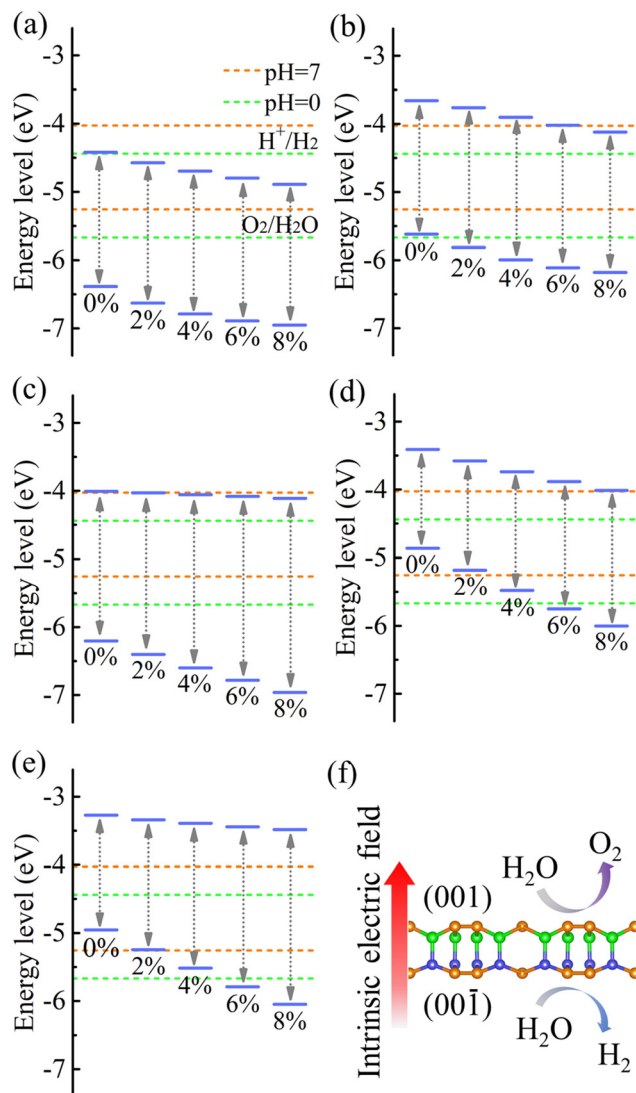 (a)
Energy level (eV)
-3
-4
-5
-6
-7
pH=7
pH=0
H⁺/H₂
O₂/H₂O
0%
2%
4%
6%
8%
(b)
Energy level (eV)
-3
-4
-5
-6
-7
0%
2%
4%
6%
8%
(c)
Energy level (eV)
-3
-4
-5
-6
-7
0%
2%
4%
6%
8%
(d)
Energy level (eV)
-3
-4
-5
-6
-7
0%
2%
4%
6%
8%
(e)
Energy level (eV)
-3
-4
-5
-6
-7
0%
2%
4%
6%
8%
(f)
Intrinsic electric field
O₂
H₂O
(001)
(001̄)
H₂O
H₂